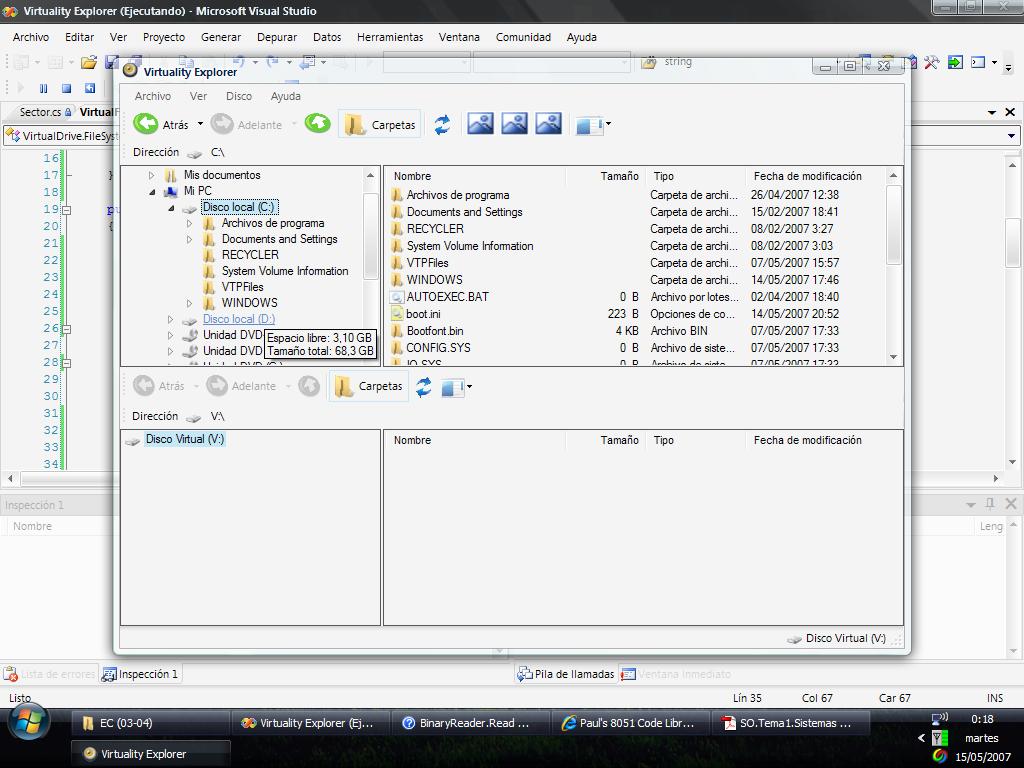 Virtuality Explorer (Ejecutando) - Microsoft Visual Studio
Archivo Editar Ver Proyecto Generar Depurar Datos Herramientas Ventana Comunidad Ayuda
string
Sector.cs
VirtualDrive.FileSyst
16
17 }
18
19
20 {
21
22
23
24
25
26
27
28
29
30
31
32
33
34
Virtuality Explorer
Archivo Ver Disco Ayuda
Atrás Adelante Carpetas
Dirección C:\
Mis documentos
Mi PC
Disco local (C:)
Archivos de programa
Documents and Settings
RECYCLER
System Volume Information
VTPFiles
WINDOWS
Disco local (D:)
Unidad DVD
Unidad DVD
Espacio libre: 3,10 GB
Tamaño total: 68,3 GB
Nombre Tamaño Tipo Fecha de modificación
Archivos de programa Carpeta de archi... 26/04/2007 12:38
Documents and Settings Carpeta de archi... 15/02/2007 18:41
RECYCLER Carpeta de archi... 08/02/2007 3:27
System Volume Information Carpeta de archi... 08/02/2007 3:03
VTPFiles Carpeta de archi... 07/05/2007 15:57
WINDOWS Carpeta de archi... 14/05/2007 17:46
AUTOEXEC.BAT 0 B Archivo por lotes... 02/04/2007 18:40
boot.ini 223 B Opciones de co... 14/05/2007 20:52
Bootfont.bin 4 KB Archivo BIN 07/05/2007 17:33
CONFIG.SYS 0 B Archivo de siste... 07/05/2007 17:33
IO.SYS 0 B Archivo de siste... 07/05/2007 17:33
Atrás Adelante Carpetas
Dirección V:\
Disco Virtual (V:)
Nombre Tamaño Tipo Fecha de modificación
Disco Virtual (V:)
Inspección 1
Nombre Leng
Lista de errores Inspección 1 Pila de llamadas Ventana Inmediato
Listo Lín 35 Col 67 Car 67 INS
EC (03-04) Virtuality Explorer (Ej... BinaryReader.Read ... Paul's 8051 Code Libr... SO.Tema1.Sistemas ... 0:18
Virtuality Explorer martes
15/05/2007